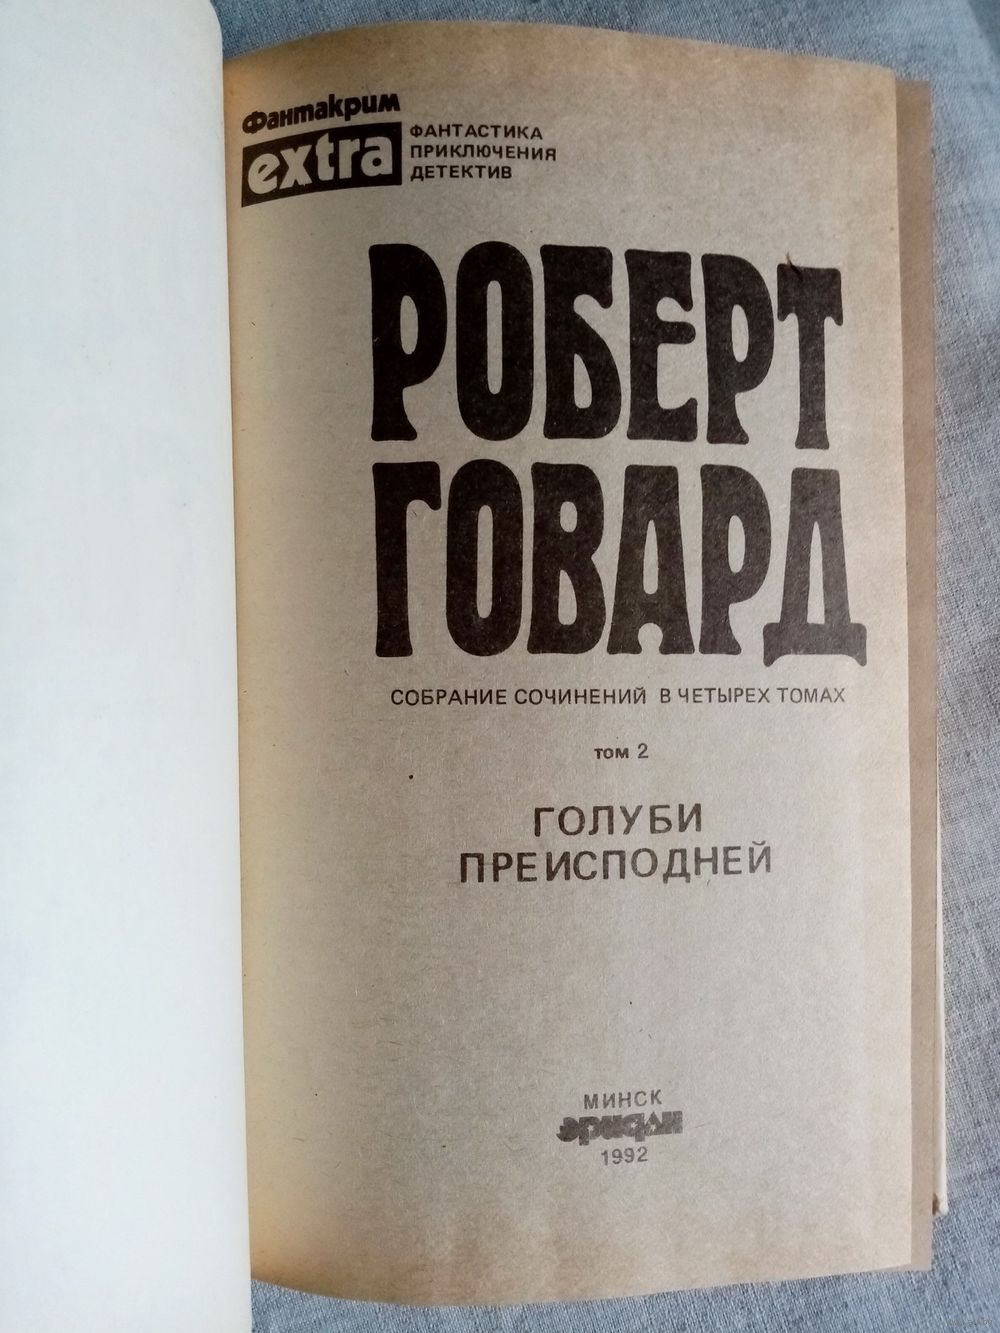 Фантакрим
extra
ФАНТАСТИКА
ПРИКЛЮЧЕНИЯ
ДЕТЕКТИВ
РОБЕРТ
ГОВАРД
СОБРАНИЕ СОЧИНЕНИЙ В ЧЕТЫРЕХ ТОМАХ
том 2
ГОЛУБИ
ПРЕИСПОДНЕЙ
МИНСК
эридан
1992